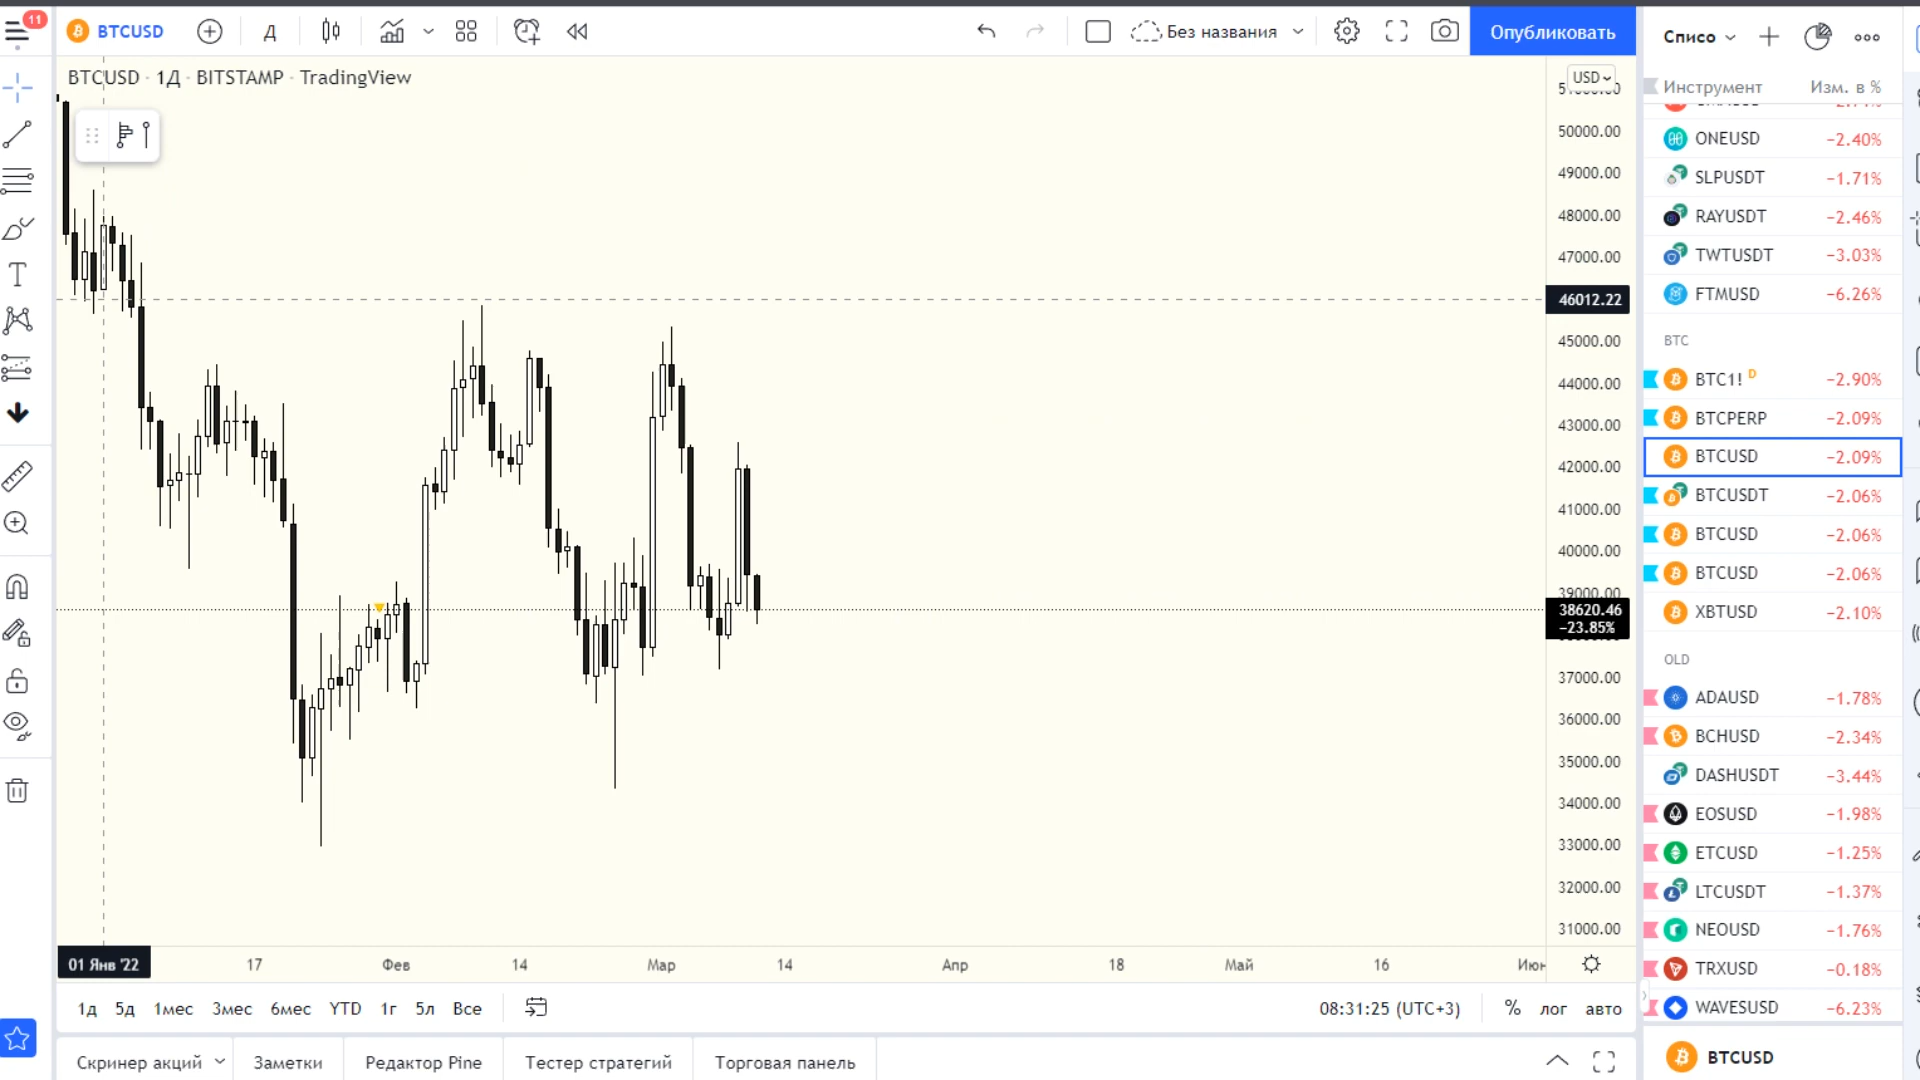 11
BTCUSD
Д
Без названия
Опубликовать
BTCUSD · 1Д · BITSTAMP · TradingView
USD
50000.00
49000.00
48000.00
47000.00
46012.22
45000.00
44000.00
43000.00
42000.00
41000.00
40000.00
39000.00
38620.46
−23.85%
37000.00
36000.00
35000.00
34000.00
33000.00
32000.00
31000.00
01 Янв '22
17
Фев
14
Мар
14
Апр
18
Май
16
Июн
1д 5д 1мес 3мес 6мес YTD 1г 5л Все
08:31:25 (UTC+3)
% лог авто
Скринер акций
Заметки
Редактор Pine
Тестер стратегий
Торговая панель
Списо
Инструмент Изм. в %
ONEUSD −2.40%
SLPUSDT −1.71%
RAYUSDT −2.46%
TWTUSDT −3.03%
FTMUSD −6.26%
BTC
BTC1! D −2.90%
BTCPERP −2.09%
BTCUSD −2.09%
BTCUSDT −2.06%
BTCUSD −2.06%
BTCUSD −2.06%
XBTUSD −2.10%
OLD
ADAUSD −1.78%
BCHUSD −2.34%
DASHUSDT −3.44%
EOSUSD −1.98%
ETCUSD −1.25%
LTCUSDT −1.37%
NEOUSD −1.76%
TRXUSD −0.18%
WAVESUSD −6.23%
BTCUSD